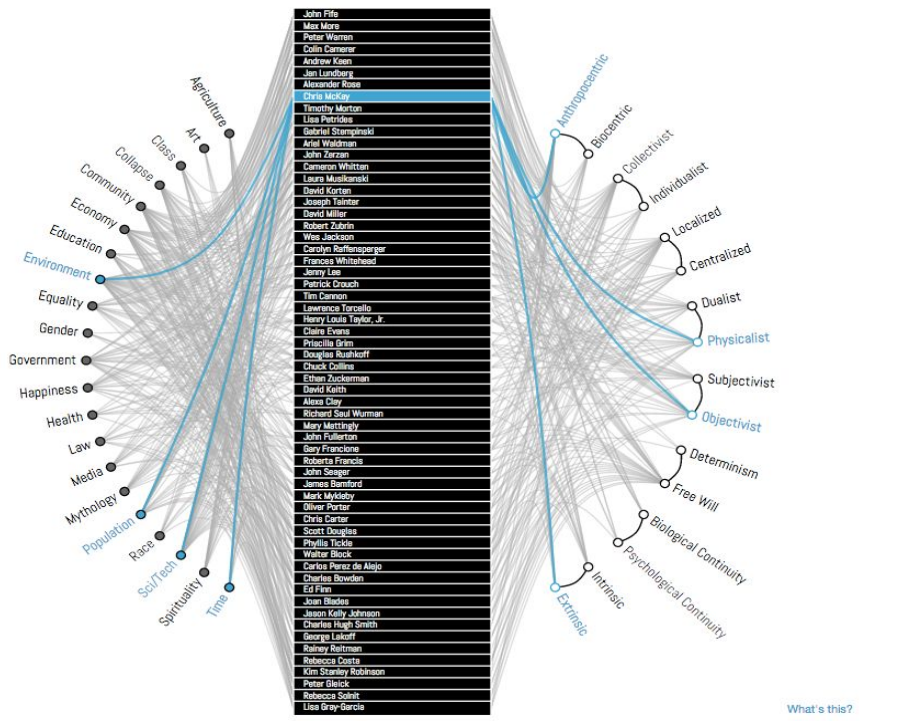 Agriculture
Art
Class
Collapse
Community
Economy
Education
Environment
Equality
Gender
Government
Happiness
Health
Law
Media
Mythology
Population
Race
Sci/Tech
Spirituality
Time
John Fife
Max More
Peter Warren
Colin Camerer
Andrew Keen
Jan Lundberg
Alexander Rose
Chris McKay
Timothy Morton
Lisa Petrides
Gabriel Stempinski
Ariel Waldman
John Zerzan
Cameron Whitten
Laura Musikanski
David Korten
Joseph Tainter
David Miller
Robert Zubrin
Wes Jackson
Carolyn Raffensperger
Frances Whitehead
Jenny Lee
Patrick Crouch
Tim Cannon
Lawrence Torcello
Henry Louis Taylor, Jr.
Claire Evans
Priscilla Grim
Douglas Rushkoff
Chuck Collins
Ethan Zuckerman
David Keith
Alexa Clay
Richard Saul Wurman
Mary Mattingly
John Fullerton
Gary Francione
Roberta Francis
John Seager
James Bamford
Mark Mykleby
Oliver Porter
Chris Carter
Scott Douglas
Phyllis Tickle
Walter Block
Carlos Perez de Alejo
Charles Bowden
Ed Finn
Joan Blades
Jason Kelly Johnson
Charles Hugh Smith
George Lakoff
Rainey Reitman
Rebecca Costa
Kim Stanley Robinson
Peter Gleick
Rebecca Solnit
Lisa Gray-Garcia
Anthropocentric
Biocentric
Collectivist
Individualist
Localized
Centralized
Dualist
Physicalist
Subjectivist
Objectivist
Determinism
Free Will
Biological Continuity
Psychological Continuity
Intrinsic
Extrinsic
What's this?